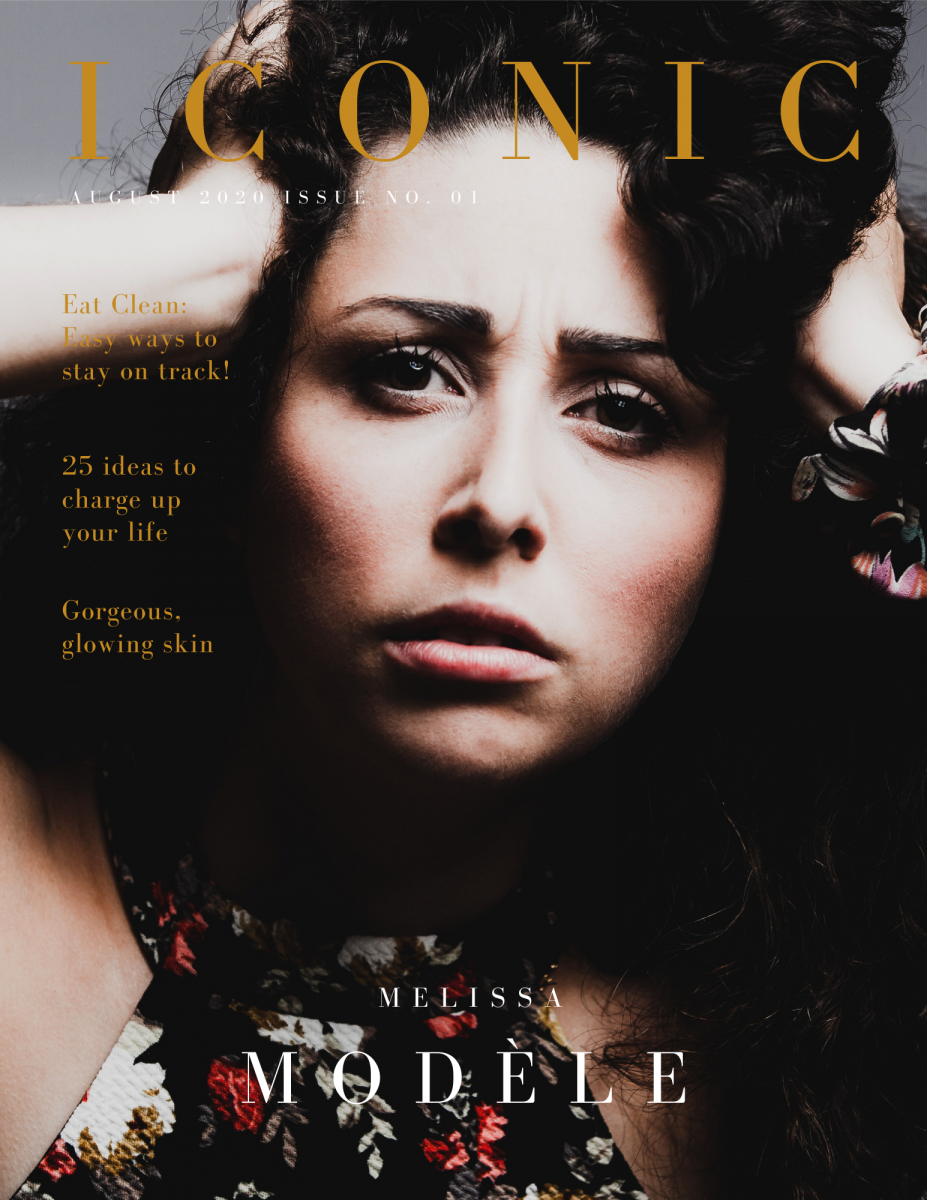 ICONIC
AUGUST 2020 ISSUE NO. 01
Eat Clean:
Easy ways to
stay on track!
25 ideas to
charge up
your life
Gorgeous,
glowing skin
MELISSA
MODÈLE